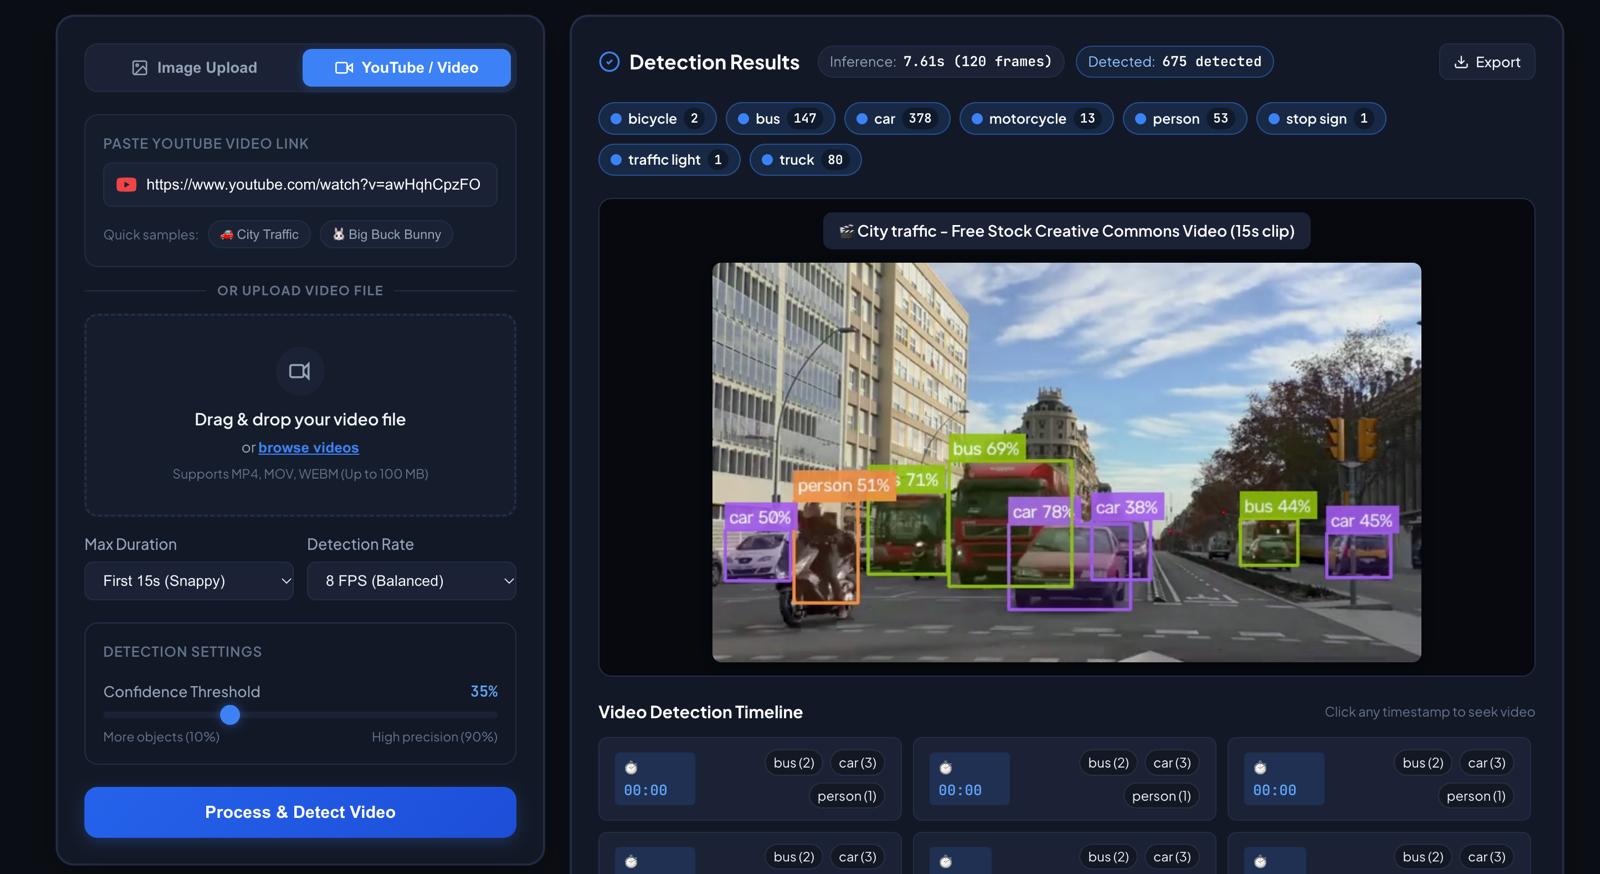 Image Upload
YouTube / Video
PASTE YOUTUBE VIDEO LINK
https://www.youtube.com/watch?v=awHqhCpzFO
Quick samples:
🚗 City Traffic
🐰 Big Buck Bunny
OR UPLOAD VIDEO FILE
Drag & drop your video file
or browse videos
Supports MP4, MOV, WEBM (Up to 100 MB)
Max Duration
Detection Rate
First 15s (Snappy)
8 FPS (Balanced)
DETECTION SETTINGS
Confidence Threshold
35%
More objects (10%)
High precision (90%)
Process & Detect Video
Detection Results
Inference: 7.61s (120 frames)
Detected: 675 detected
Export
bicycle 2
bus 147
car 378
motorcycle 13
person 53
stop sign 1
traffic light 1
truck 80
🎬 City traffic - Free Stock Creative Commons Video (15s clip)
bus 69%
person 51%
s 71%
car 50%
car 78%
car 38%
bus 44%
car 45%
Video Detection Timeline
Click any timestamp to seek video
⏱ 00:00
bus (2) car (3)
person (1)
⏱ 00:00
bus (2) car (3)
person (1)
⏱ 00:00
bus (2) car (3)
person (1)
⏱
bus (2) car (3)
⏱
bus (2) car (3)
⏱
bus (2) car (3)